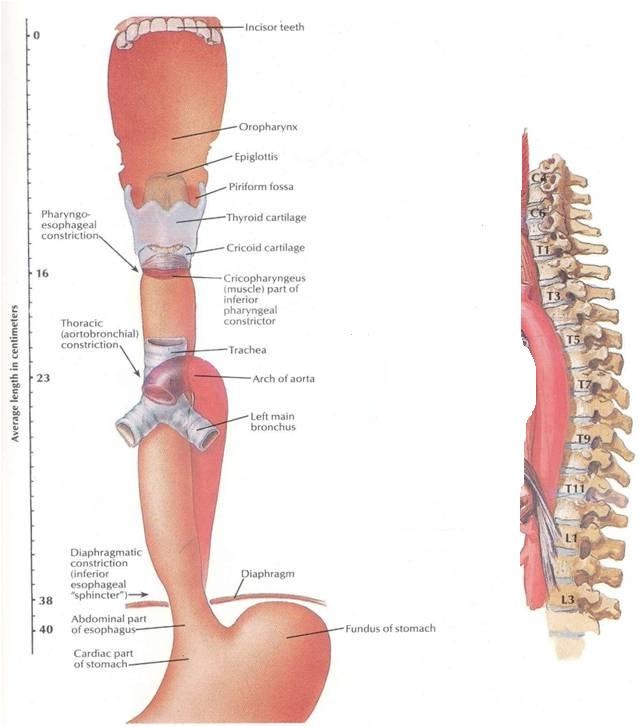 0
Incisor teeth
Oropharynx
Epiglottis
Piriform fossa
Thyroid cartilage
Pharyngo-
esophageal
constriction
Cricoid cartilage
16
Cricopharyngeus
(muscle) part of
inferior
pharyngeal
constrictor
Thoracic
(aortobronchial)
constriction
Trachea
23
Arch of aorta
Left main
bronchus
Average length in centimeters
Diaphragmatic
constriction
(inferior
esophageal
"sphincter")
Diaphragm
38
Abdominal part
of esophagus
40
Fundus of stomach
Cardiac part
of stomach
C4
C6
T1
T3
T5
T7
T9
T11
L1
L3